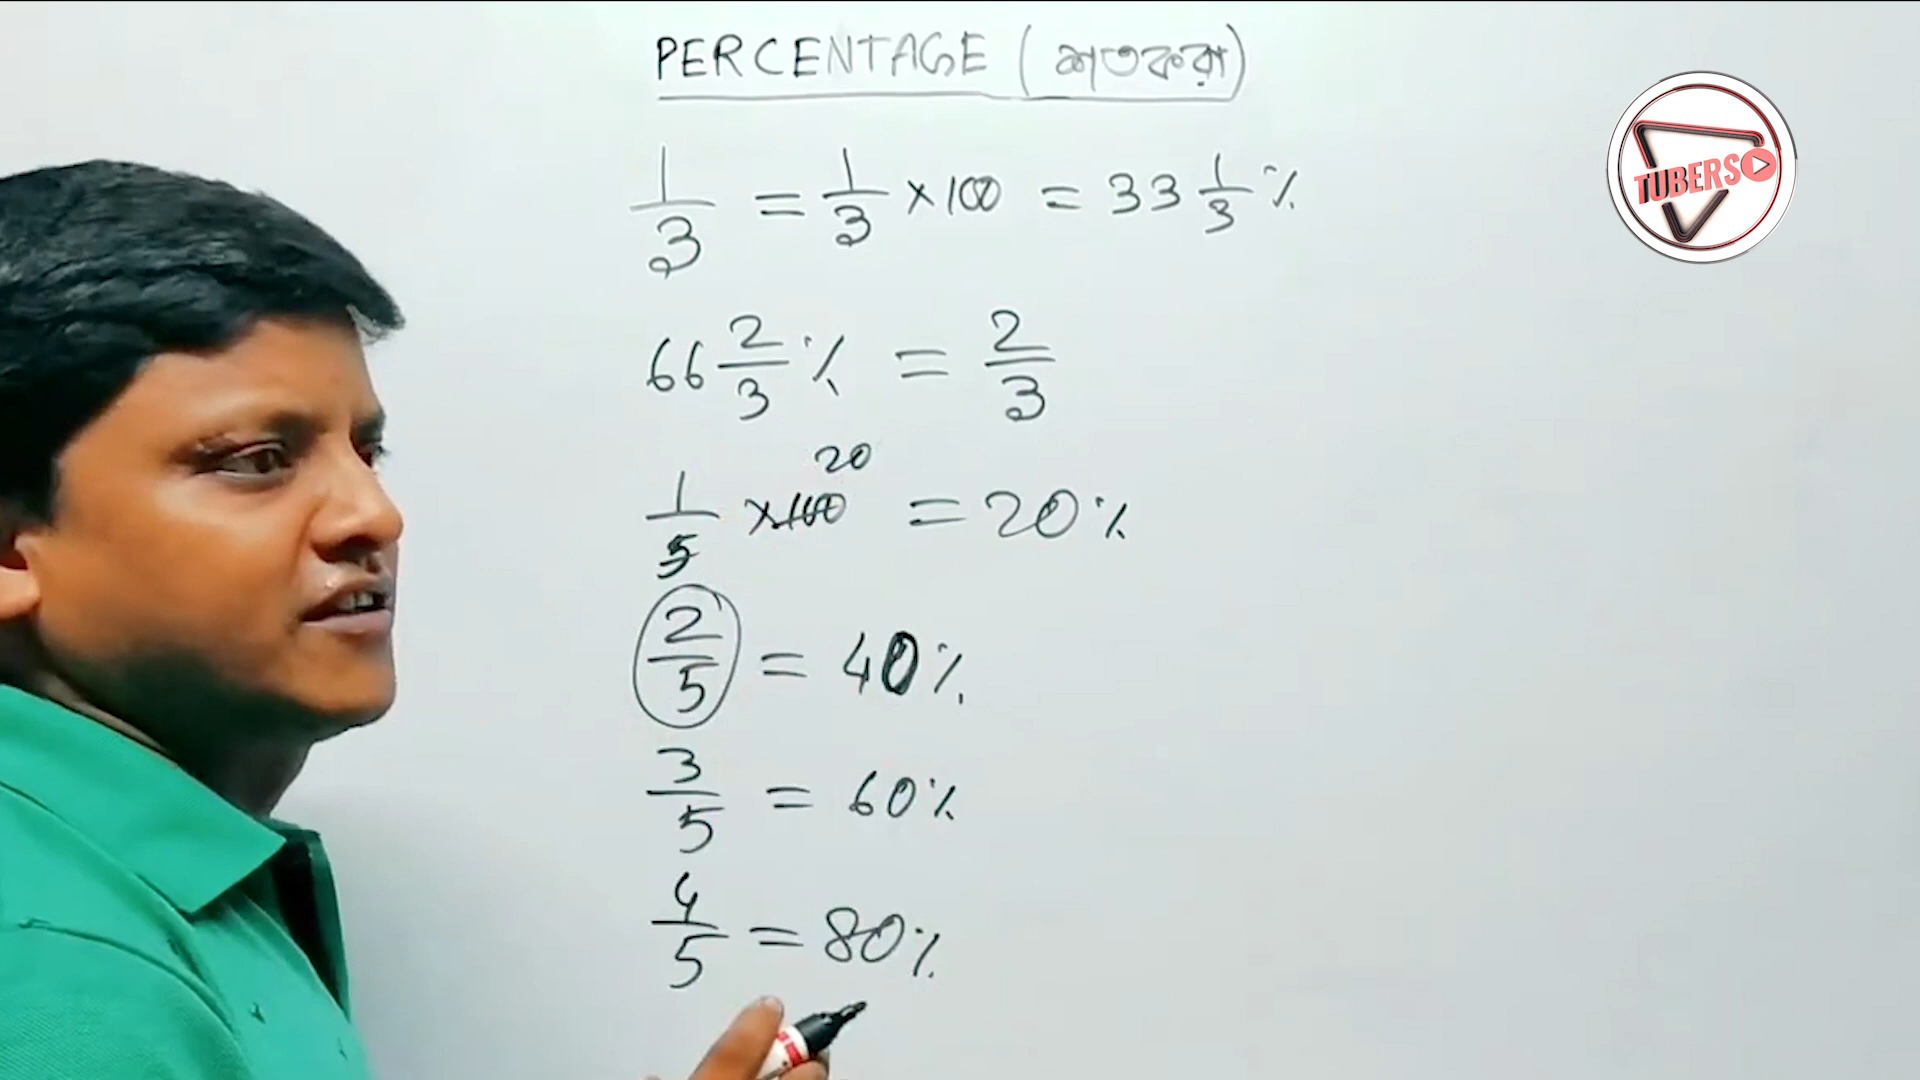 PERCENTAGE (শতকরা)
1/3 = 1/3 × 100 = 33 1/3 %
66 2/3 % = 2/3
20
1/5 × 100 = 20%
2/5 = 40%
3/5 = 60%
4/5 = 80%
TUBERS